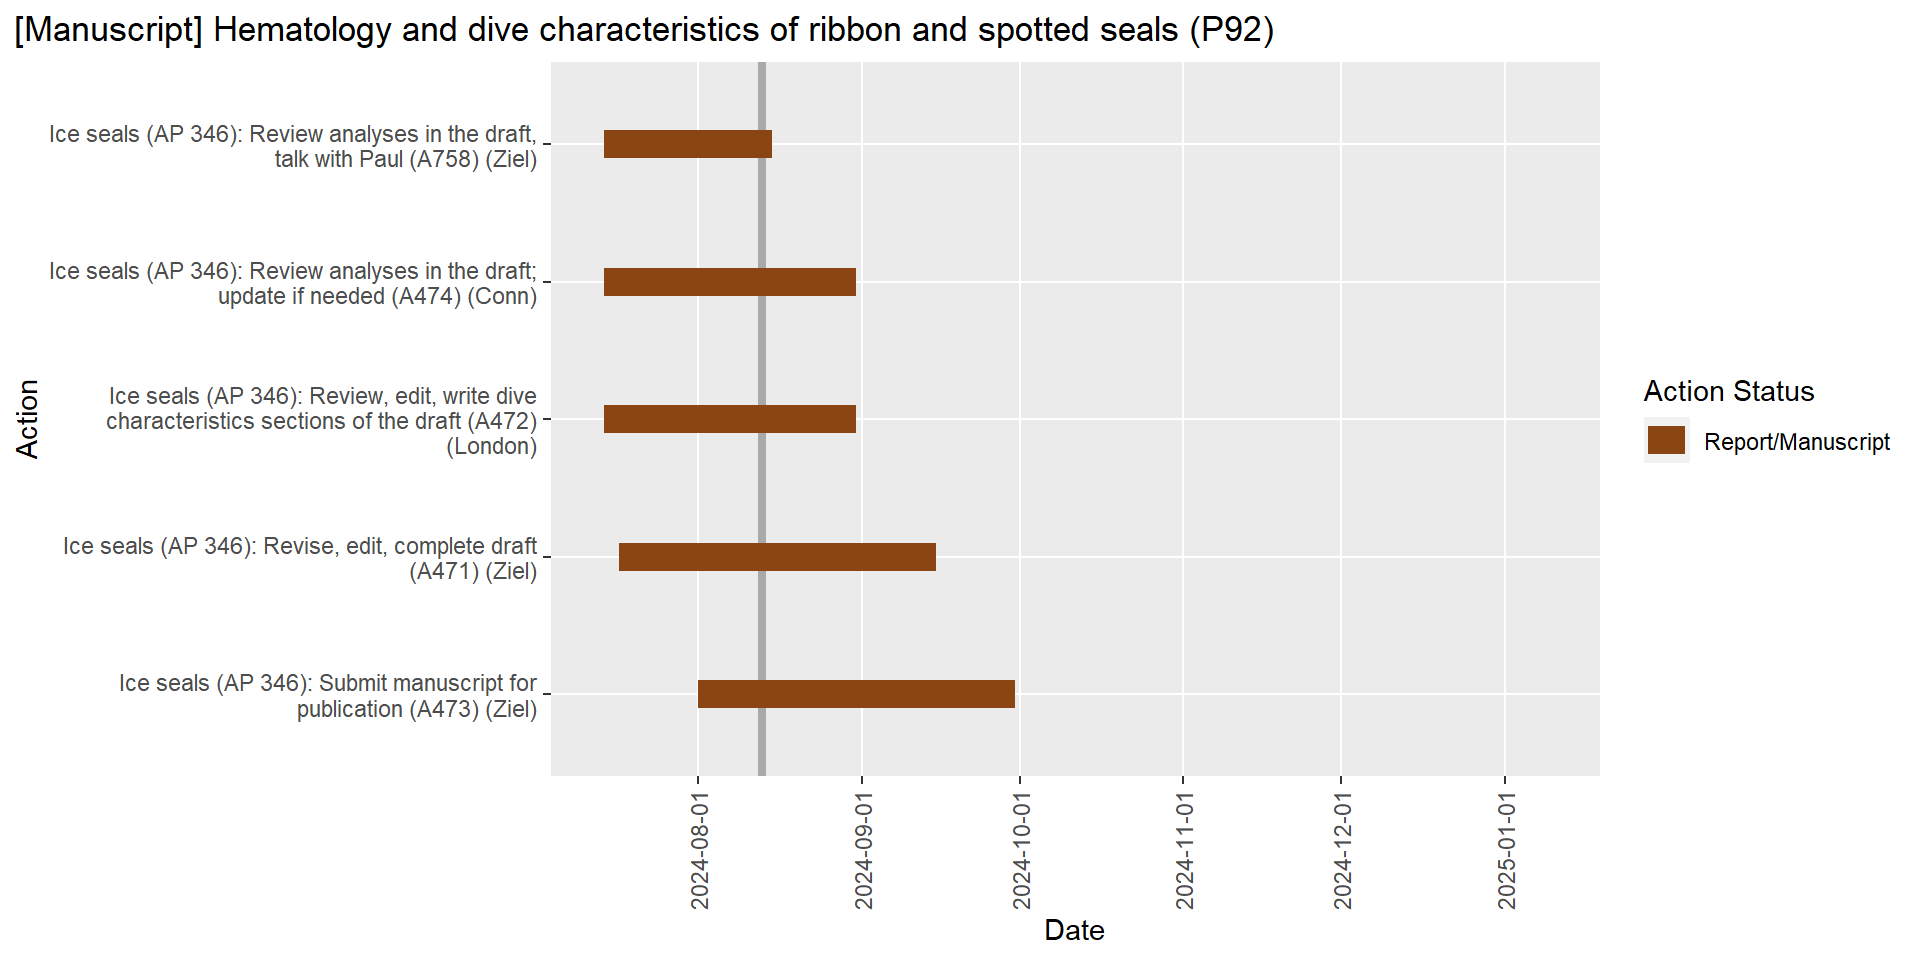 [Manuscript] Hematology and dive characteristics of ribbon and spotted seals (P92)
Action
Ice seals (AP 346): Review analyses in the draft,
talk with Paul (A758) (Ziel)
Ice seals (AP 346): Review analyses in the draft;
update if needed (A474) (Conn)
Ice seals (AP 346): Review, edit, write dive
characteristics sections of the draft (A472)
(London)
Ice seals (AP 346): Revise, edit, complete draft
(A471) (Ziel)
Ice seals (AP 346): Submit manuscript for
publication (A473) (Ziel)
2024-08-01
2024-09-01
2024-10-01
2024-11-01
2024-12-01
2025-01-01
Date
Action Status
Report/Manuscript